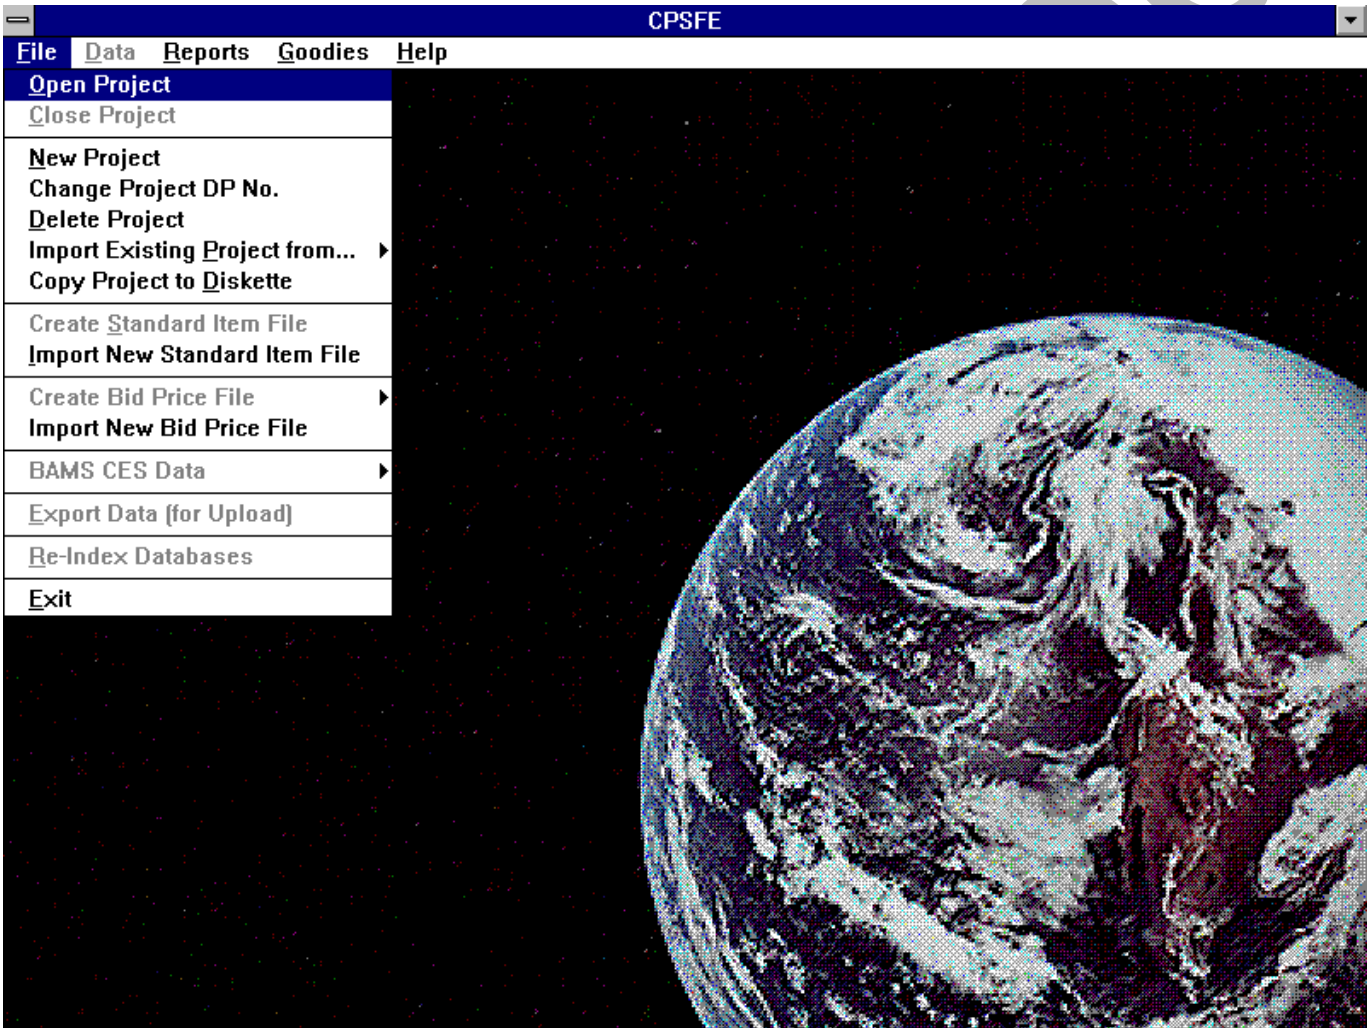 CPSFE
File Data Reports Goodies Help
Open Project
Close Project
New Project
Change Project DP No.
Delete Project
Import Existing Project from...
Copy Project to Diskette
Create Standard Item File
Import New Standard Item File
Create Bid Price File
Import New Bid Price File
BAMS CES Data
Export Data (for Upload)
Re-Index Databases
Exit